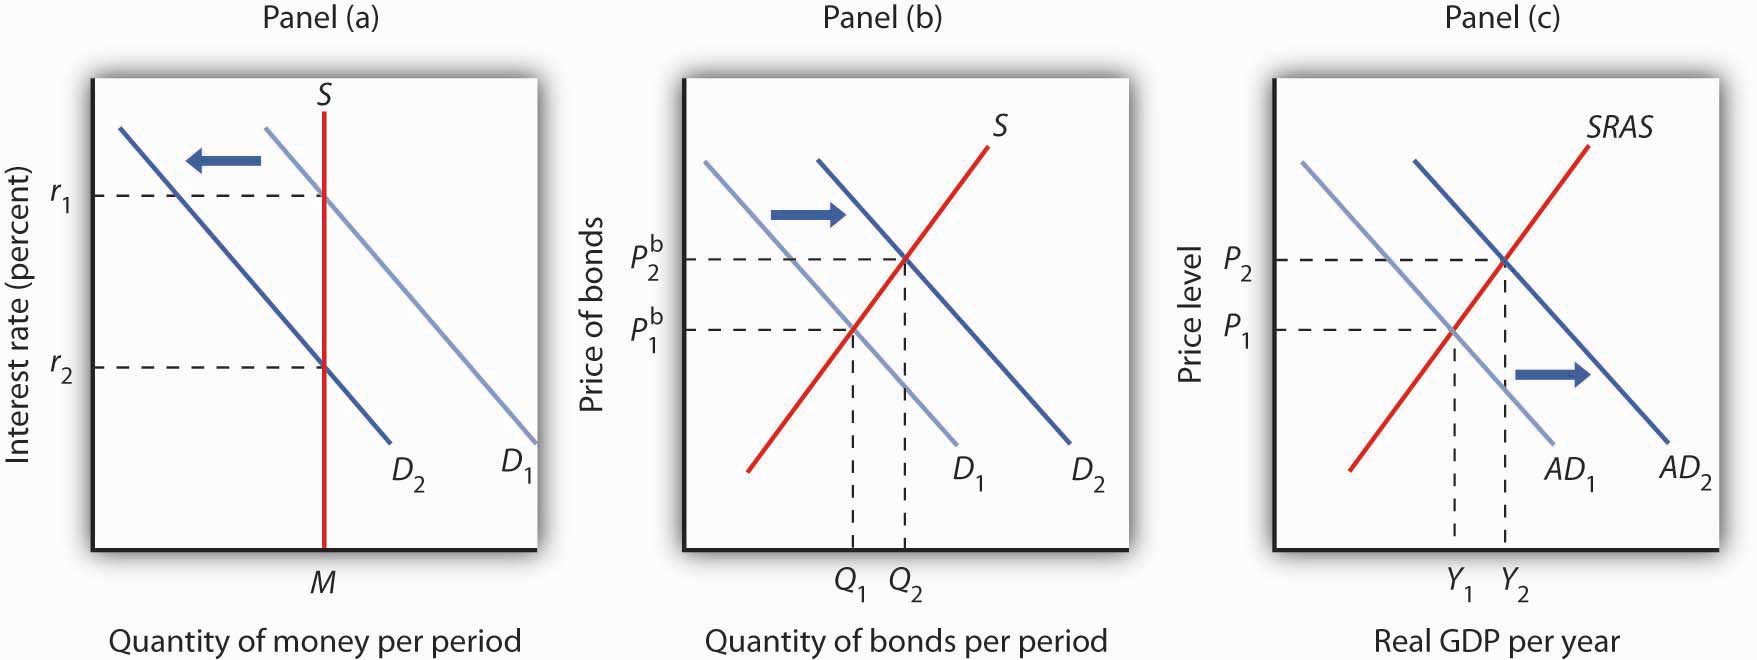 Panel (a)
Interest rate (percent)
r1
r2
S
D2
D1
M
Quantity of money per period
Panel (b)
Price of bonds
Pb2
Pb1
S
D1
D2
Q1 Q2
Quantity of bonds per period
Panel (c)
Price level
P2
P1
SRAS
AD1
AD2
Y1 Y2
Real GDP per year